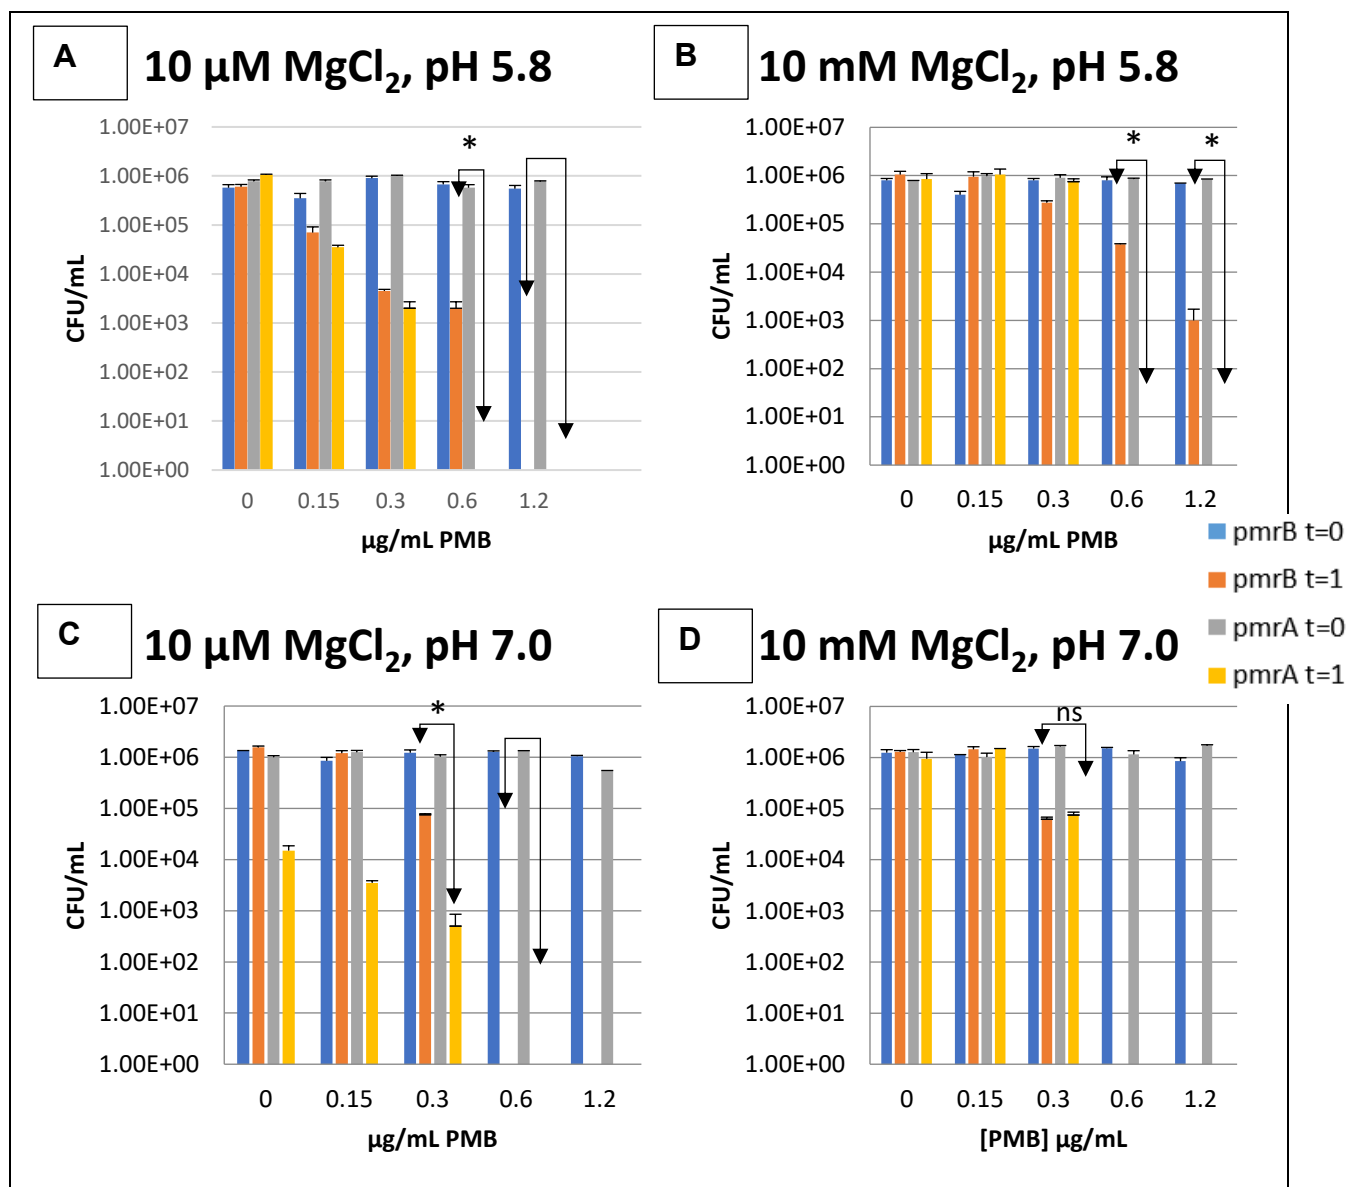 A
10 µM MgCl₂, pH 5.8
1.00E+07
1.00E+06
1.00E+05
1.00E+04
1.00E+03
1.00E+02
1.00E+01
1.00E+00
CFU/mL
*
0 0.15 0.3 0.6 1.2
µg/mL PMB
B
10 mM MgCl₂, pH 5.8
1.00E+07
1.00E+06
1.00E+05
1.00E+04
1.00E+03
1.00E+02
1.00E+01
1.00E+00
CFU/mL
* *
0 0.15 0.3 0.6 1.2
µg/mL PMB
pmrB t=0
pmrB t=1
pmrA t=0
pmrA t=1
C
10 µM MgCl₂, pH 7.0
1.00E+07
1.00E+06
1.00E+05
1.00E+04
1.00E+03
1.00E+02
1.00E+01
1.00E+00
CFU/mL
*
0 0.15 0.3 0.6 1.2
µg/mL PMB
D
10 mM MgCl₂, pH 7.0
1.00E+07
1.00E+06
1.00E+05
1.00E+04
1.00E+03
1.00E+02
1.00E+01
1.00E+00
CFU/mL
ns
0 0.15 0.3 0.6 1.2
[PMB] µg/mL